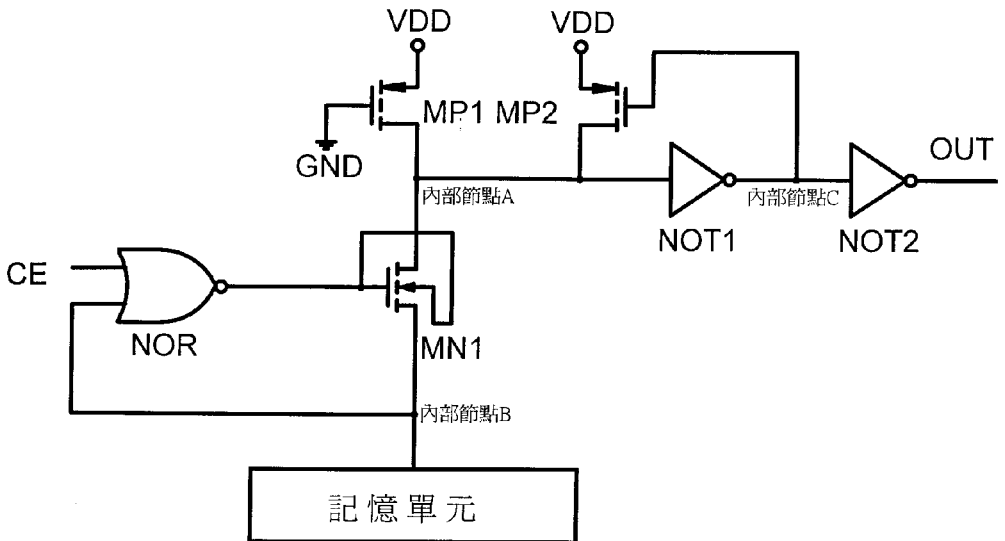 VDD
VDD
MP1 MP2
GND
OUT
內部節點A
內部節點C
NOT1
NOT2
CE
NOR
MN1
內部節點B
記憶單元